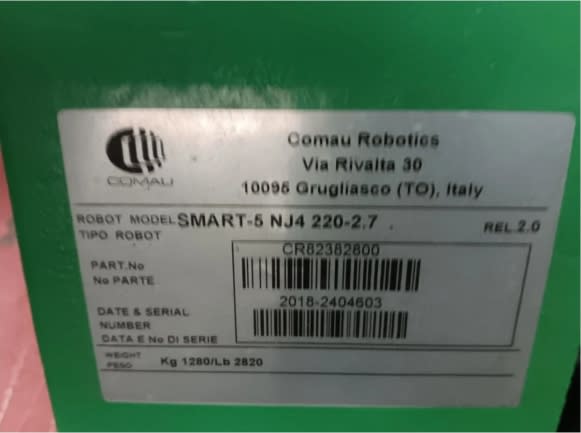 COMAU
Comau Robotics
Via Rivalta 30
10095 Grugliasco (TO), Italy
ROBOT MODEL SMART-5 NJ4 220-2.7 REL.2.0
TIPO ROBOT
CR82382800
PART.No
No PARTE
2018-2404603
DATE & SERIAL
NUMBER
DATA E No DI SERIE
WEIGHT
PESO
Kg 1280/Lb 2820